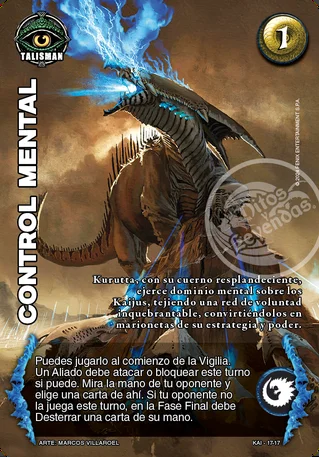 TALISMAN
1
CONTROL MENTAL
Mitos y Leyendas
Kurutta, con su cuerno resplandeciente,
ejerce dominio mental sobre los
Kaijus, tejiendo una red de voluntad
inquebrantable, convirtiéndolos en
marionetas de su estrategia y poder.
Puedes jugarlo al comienzo de la Vigilia.
Un Aliado debe atacar o bloquear este turno
si puede. Mira la mano de tu oponente y
elige una carta de ahí. Si tu oponente no
la juega este turno, en la Fase Final debe
Desterrar una carta de su mano.
ARTE: MARCOS VILLAROEL
KAI - 17-17